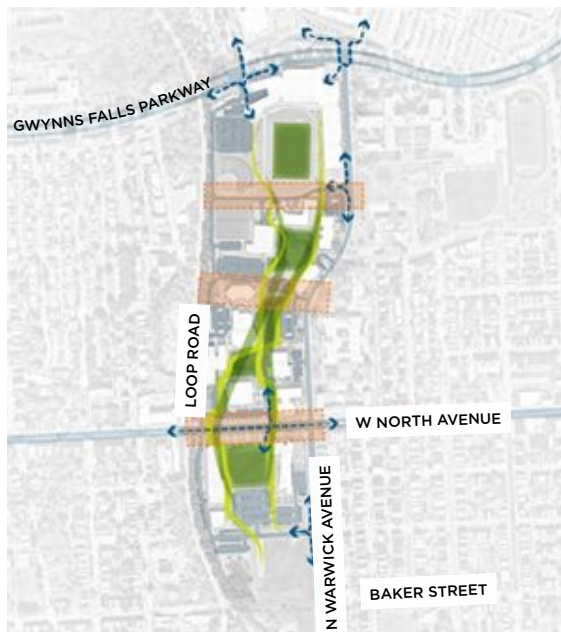 GWYNNS FALLS PARKWAY
LOOP ROAD
W NORTH AVENUE
N WARWICK AVENUE
BAKER STREET